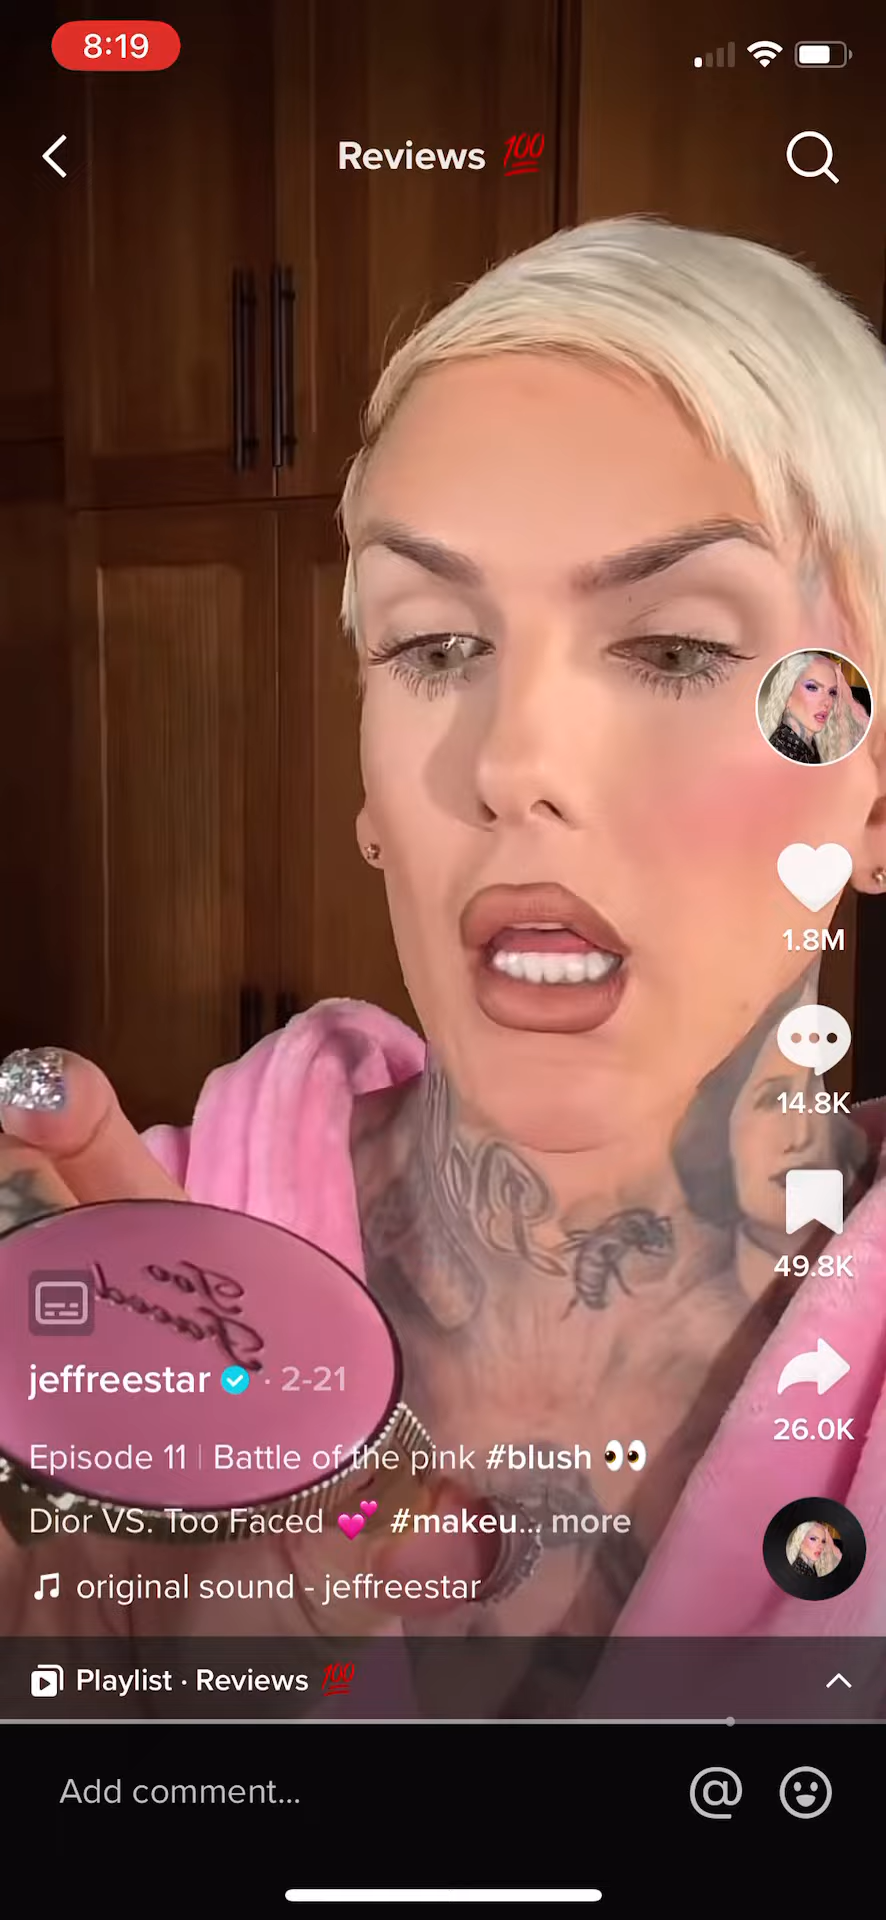 8:19
Reviews 💯
1.8M
14.8K
49.8K
26.0K
Too
Faced
jeffreestar · 2-21
Episode 11 | Battle of the pink #blush 👀
Dior VS. Too Faced 💕 #makeu... more
original sound - jeffreestar
Playlist · Reviews 💯
Add comment...
@